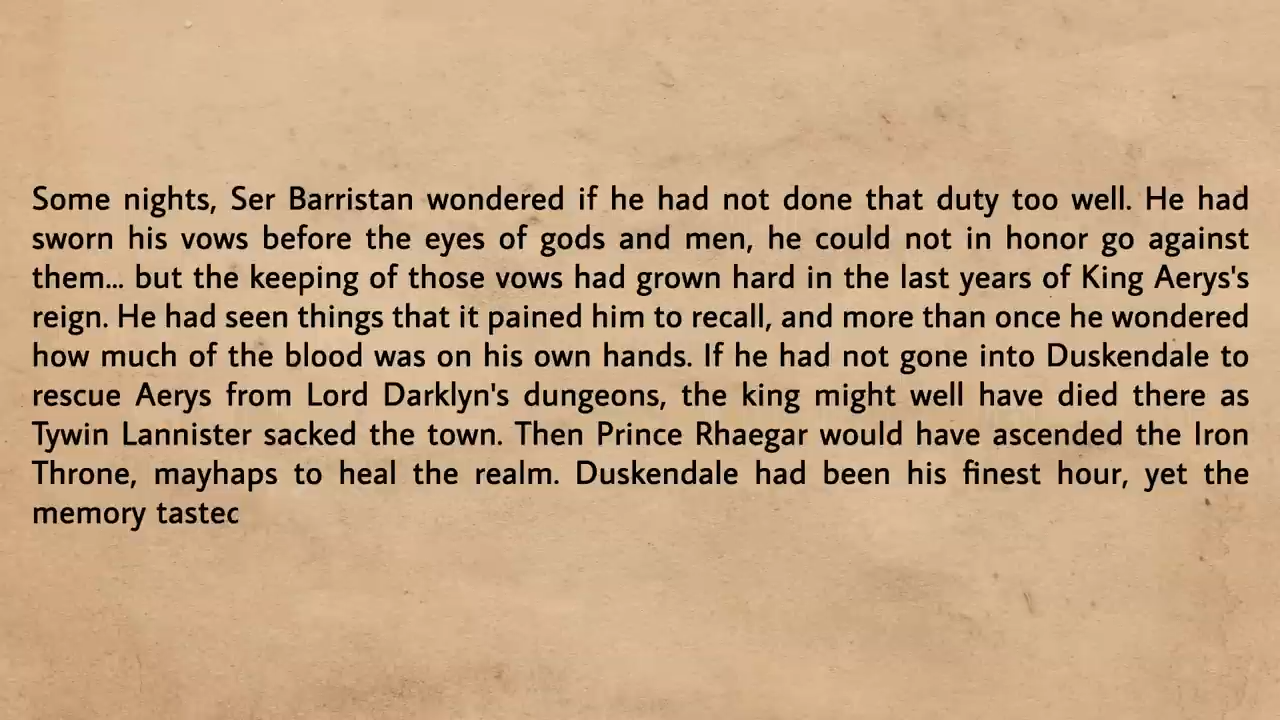 Some nights, Ser Barristan wondered if he had not done that duty too well. He had
sworn his vows before the eyes of gods and men, he could not in honor go against
them... but the keeping of those vows had grown hard in the last years of King Aerys's
reign. He had seen things that it pained him to recall, and more than once he wondered
how much of the blood was on his own hands. If he had not gone into Duskendale to
rescue Aerys from Lord Darklyn's dungeons, the king might well have died there as
Tywin Lannister sacked the town. Then Prince Rhaegar would have ascended the Iron
Throne, mayhaps to heal the realm. Duskendale had been his finest hour, yet the
memory tastec